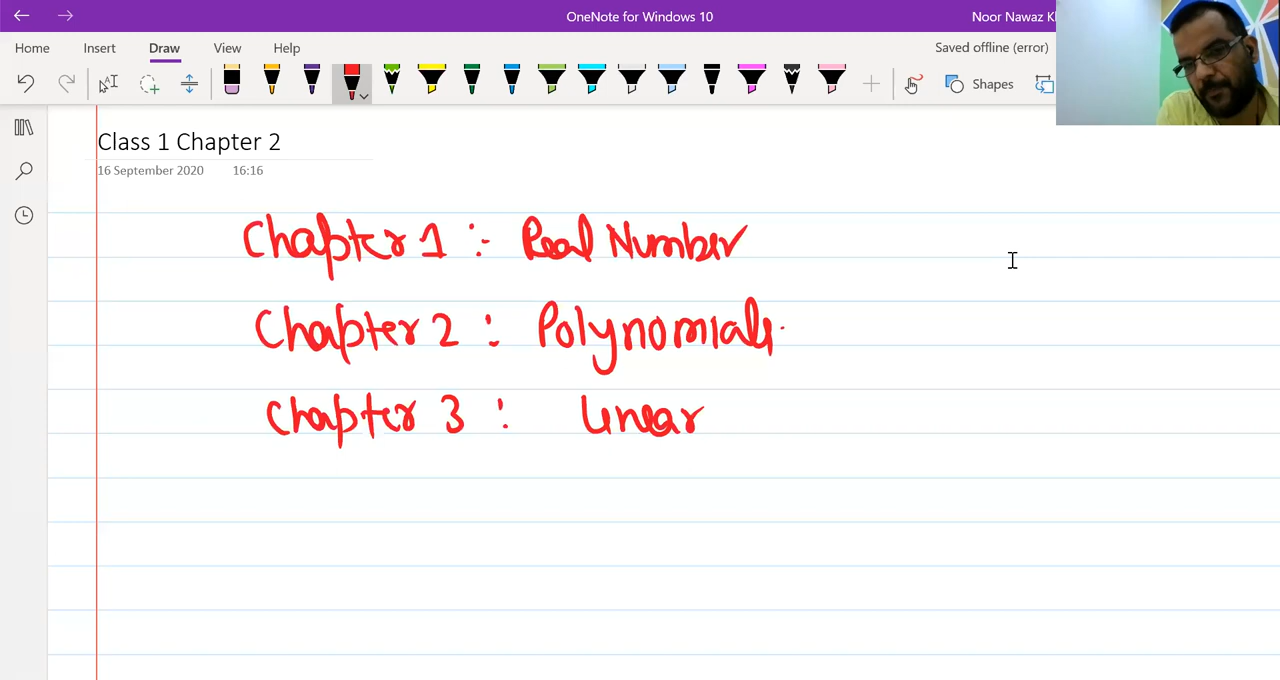 OneNote for Windows 10
Noor Nawaz
Home Insert Draw View Help
Saved offline (error)
Shapes
Class 1 Chapter 2
16 September 2020 16:16
Chapter 1 :- Real Number
Chapter 2 : Polynomials.
Chapter 3 : Linear